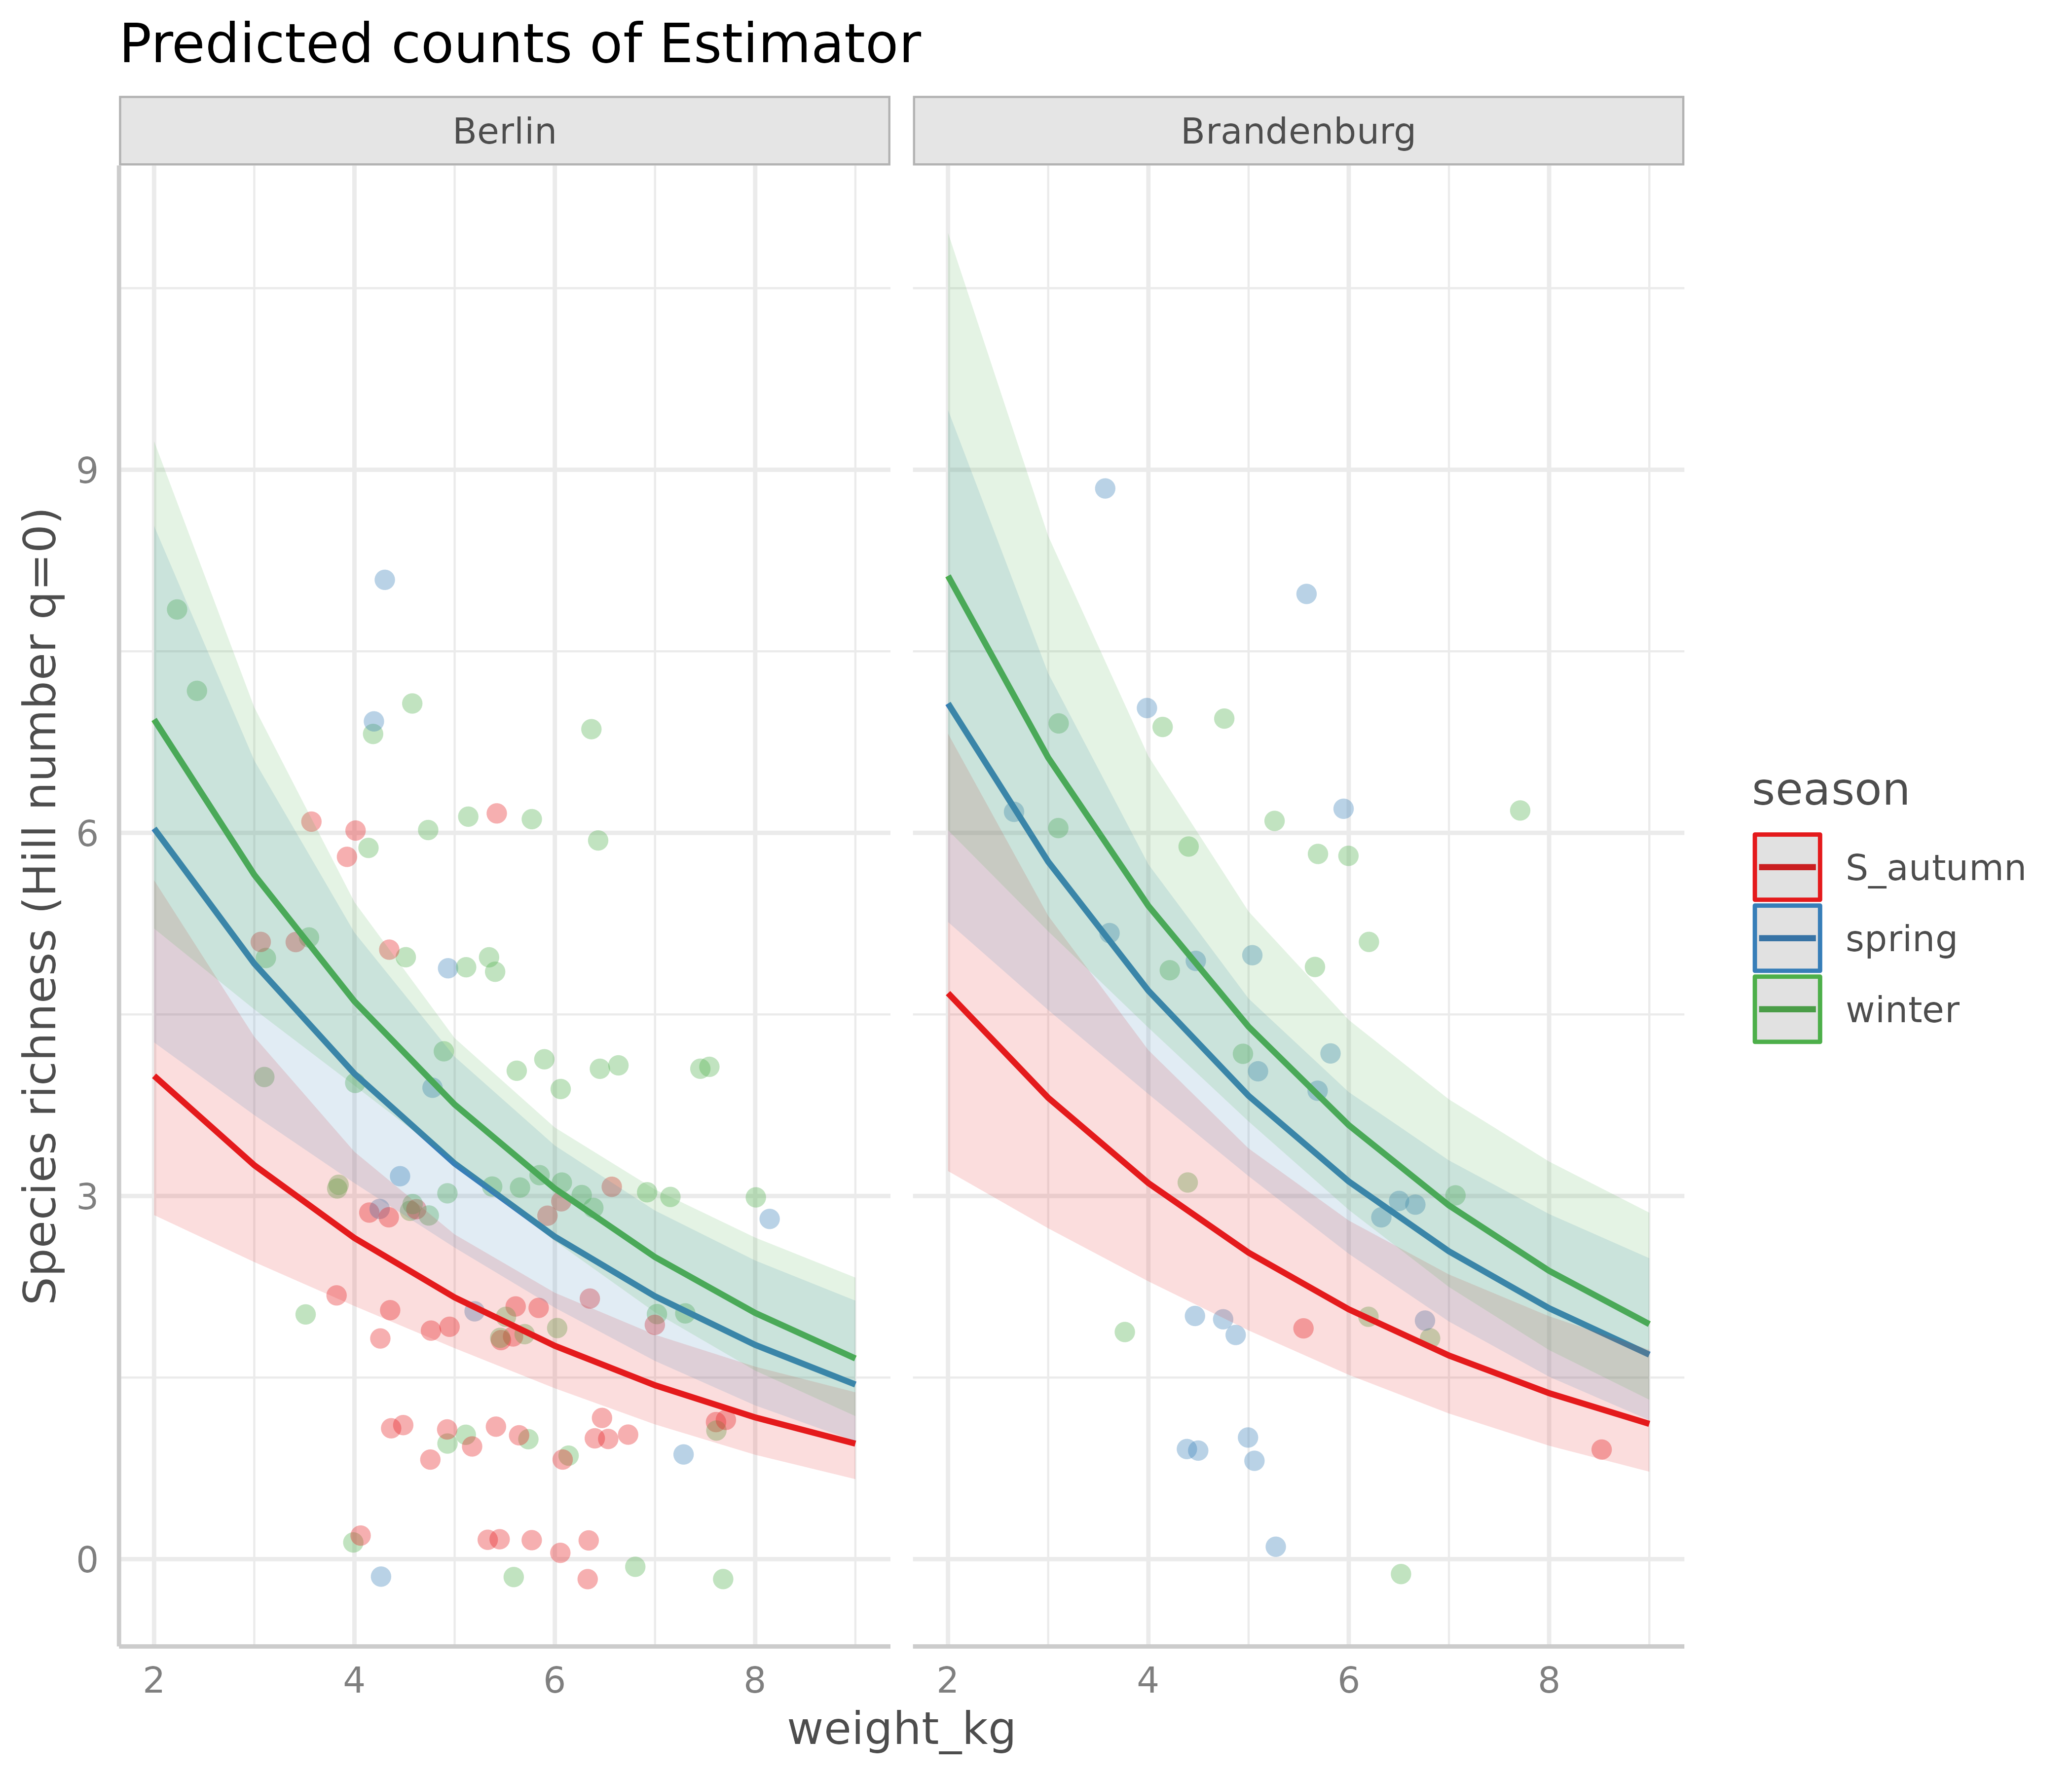 Predicted counts of Estimator
Berlin
Brandenburg
Species richness (Hill number q=0)
9
6
3
0
2 4 6 8
2 4 6 8
weight_kg
season
S_autumn
spring
winter